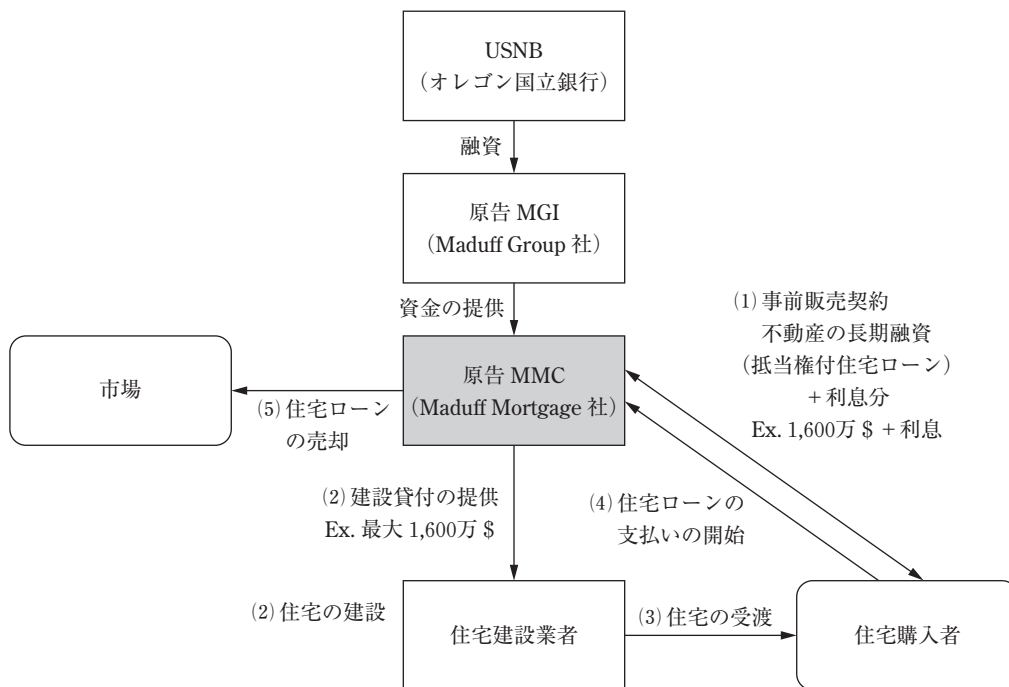 USNB
(オレゴン国立銀行)
融資
原告 MGI
(Maduff Group 社)
資金の提供
(1) 事前販売契約
不動産の長期融資
(抵当権付住宅ローン)
+利息分
Ex. 1,600万 $ +利息
市場
原告 MMC
(Maduff Mortgage 社)
(5) 住宅ローン
の売却
(2) 建設貸付の提供
Ex. 最大 1,600万 $
(4) 住宅ローンの
支払いの開始
(2) 住宅の建設
住宅建設業者
(3) 住宅の受渡
住宅購入者